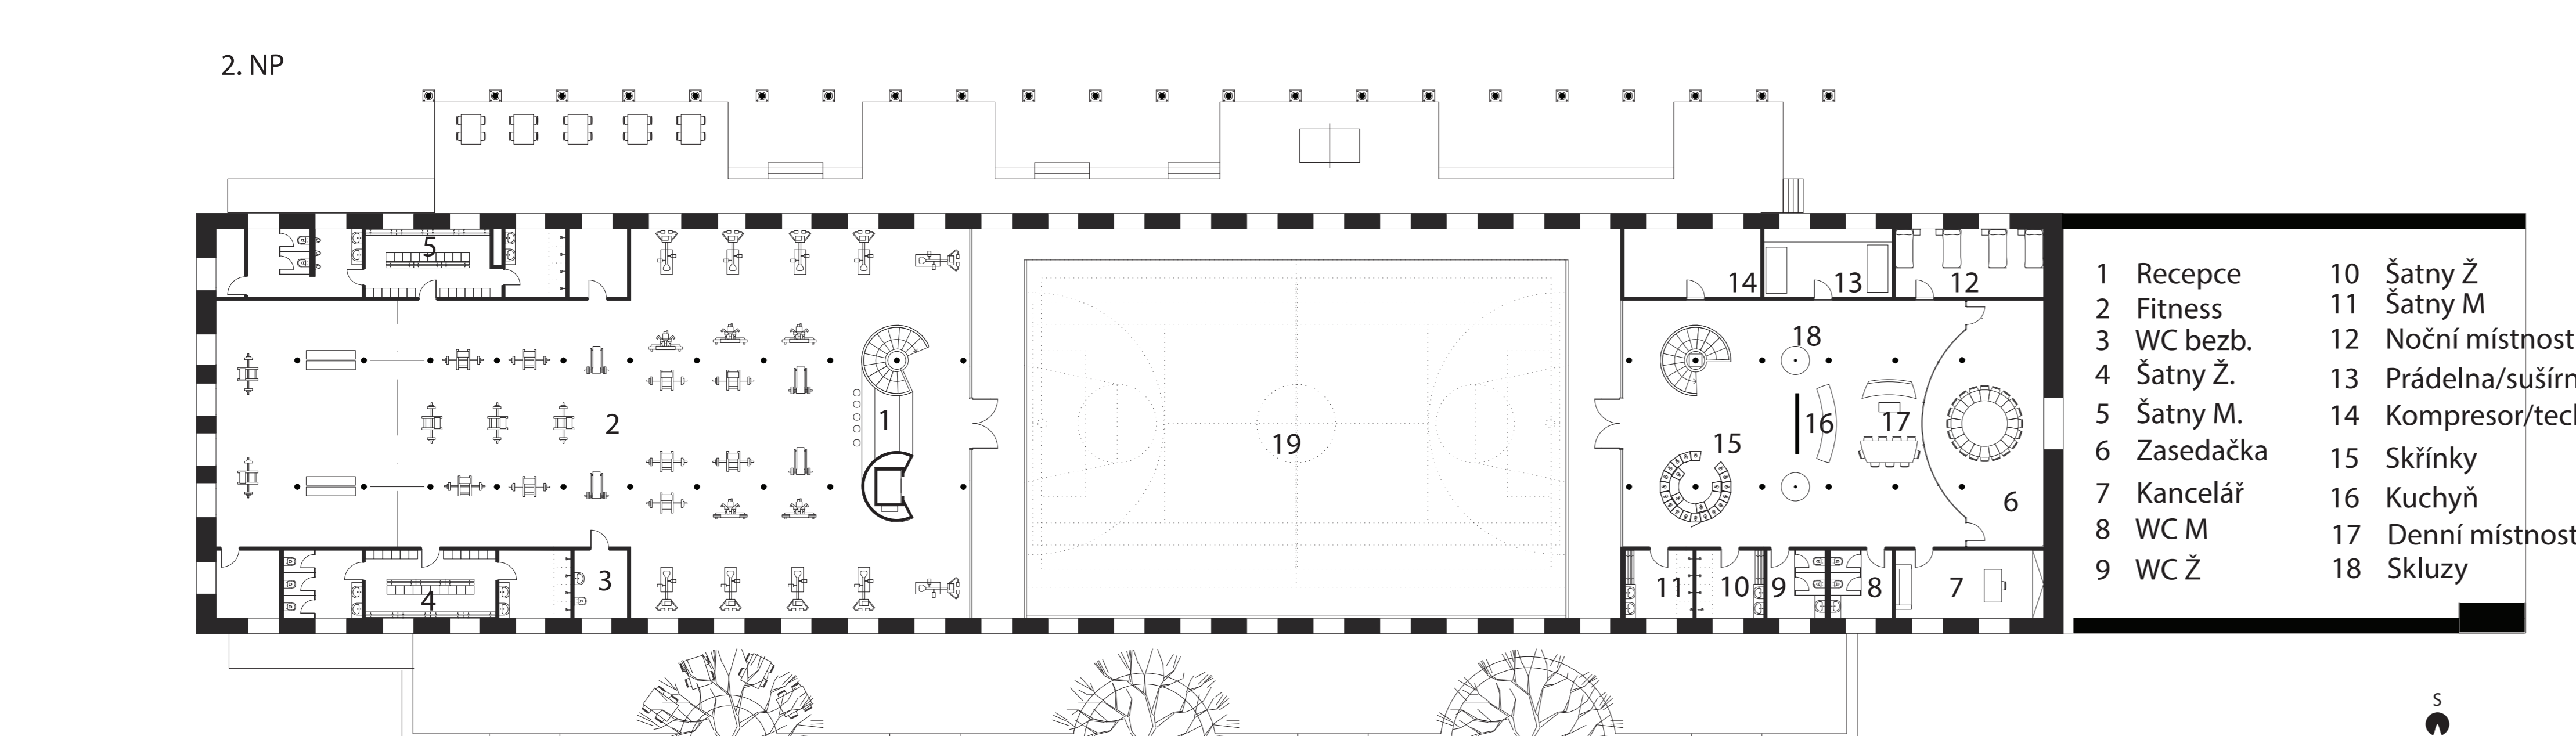 2. NP
5
14
13
12
18
1
2
19
15
16
17
6
4
3
11
10
9
8
7
1 Recepce
2 Fitness
3 WC bezb.
4 Šatny Ž.
5 Šatny M.
6 Zasedačka
7 Kancelář
8 WC M
9 WC Ž
10 Šatny Ž
11 Šatny M
12 Noční místnost
13 Prádelna/sušírn
14 Kompresor/tec
15 Skřínky
16 Kuchyň
17 Denní místnost
18 Skluzy
S